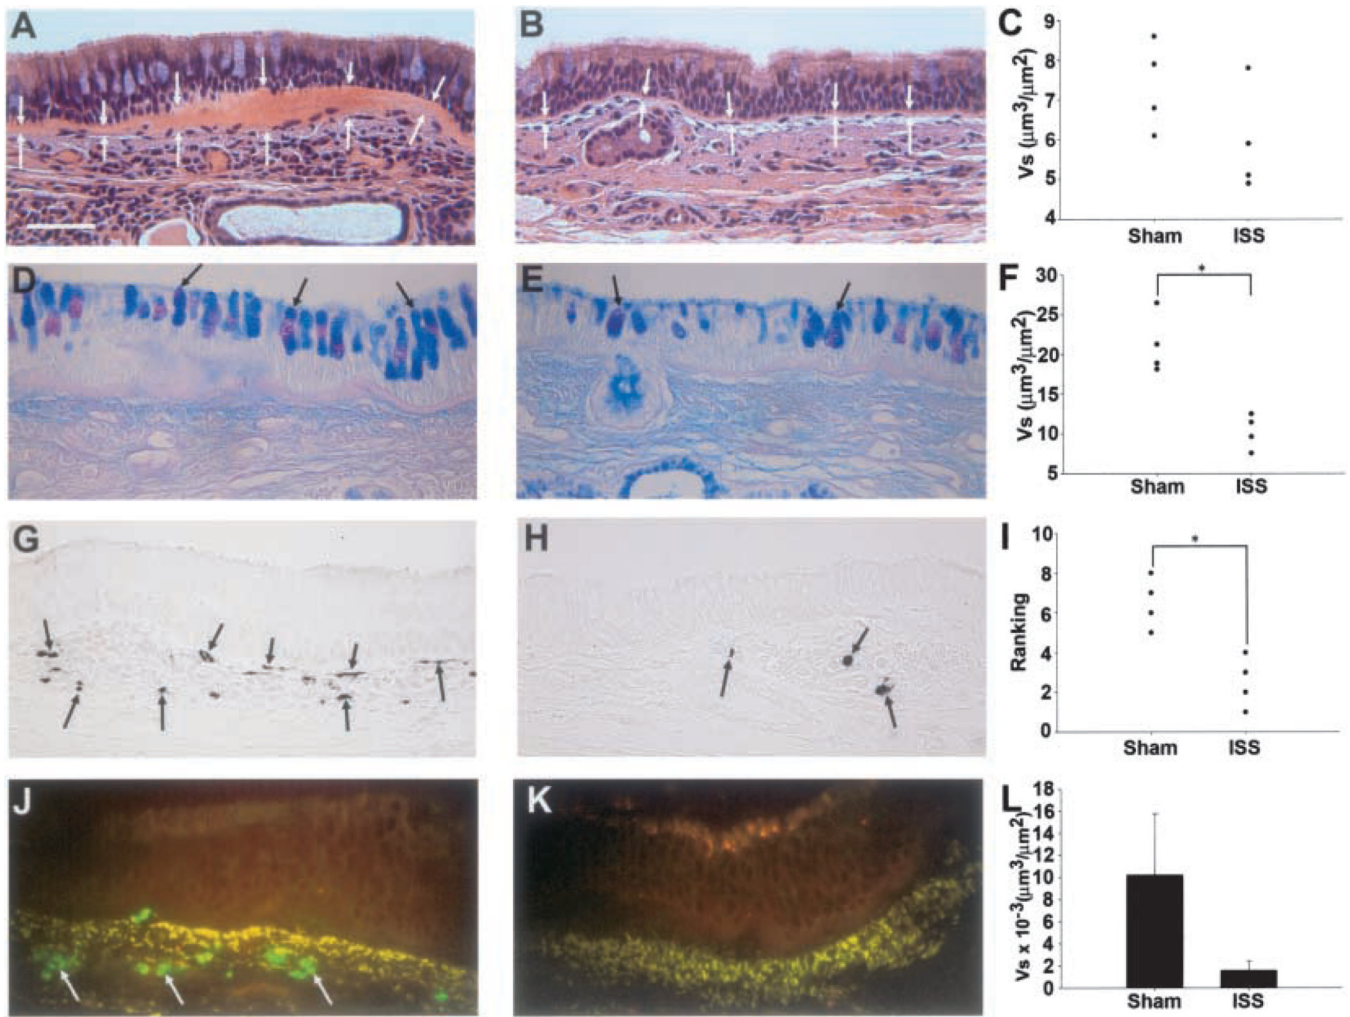 A
B
C
9
8
7
6
5
4
Vs (μm³/μm²)
Sham ISS
D
E
F
30
25
20
15
10
5
Vs (μm³/μm²)
*
Sham ISS
G
H
I
10
8
6
4
2
0
Ranking
*
Sham ISS
J
K
L
18
16
14
12
10
8
6
4
2
0
Vs x 10⁻³(μm³/μm²)
Sham ISS